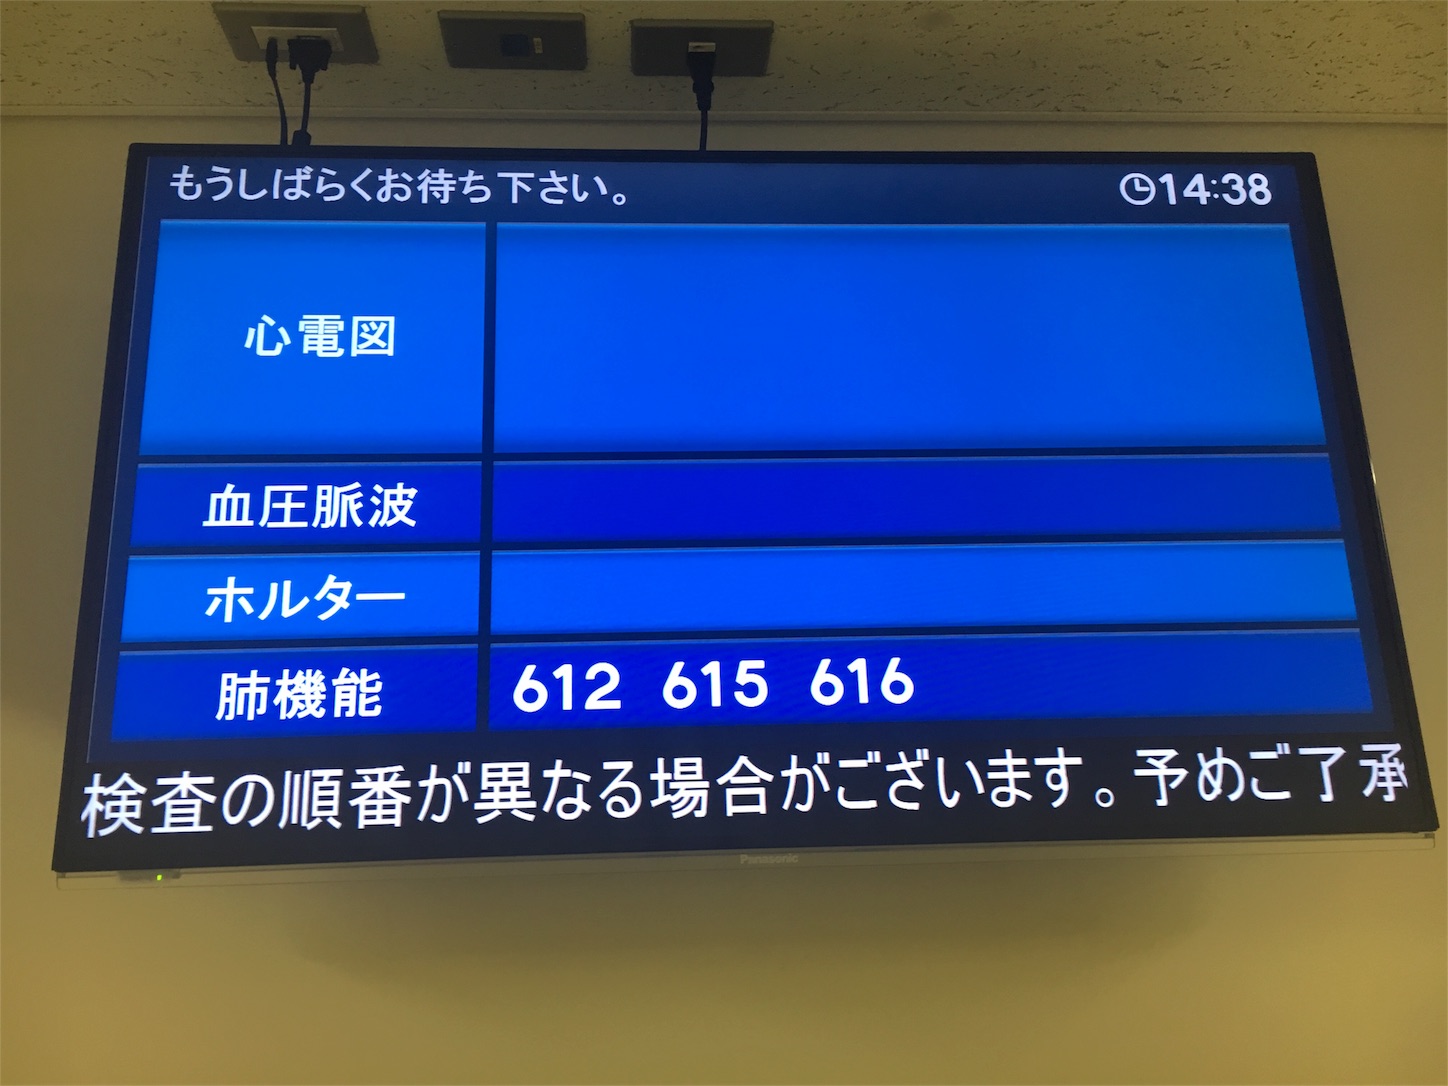 もうしばらくお待ち下さい。 14:38
心電図
血圧脈波
ホルター
肺機能 612 615 616
検査の順番が異なる場合がございます。予めご了承
Panasonic